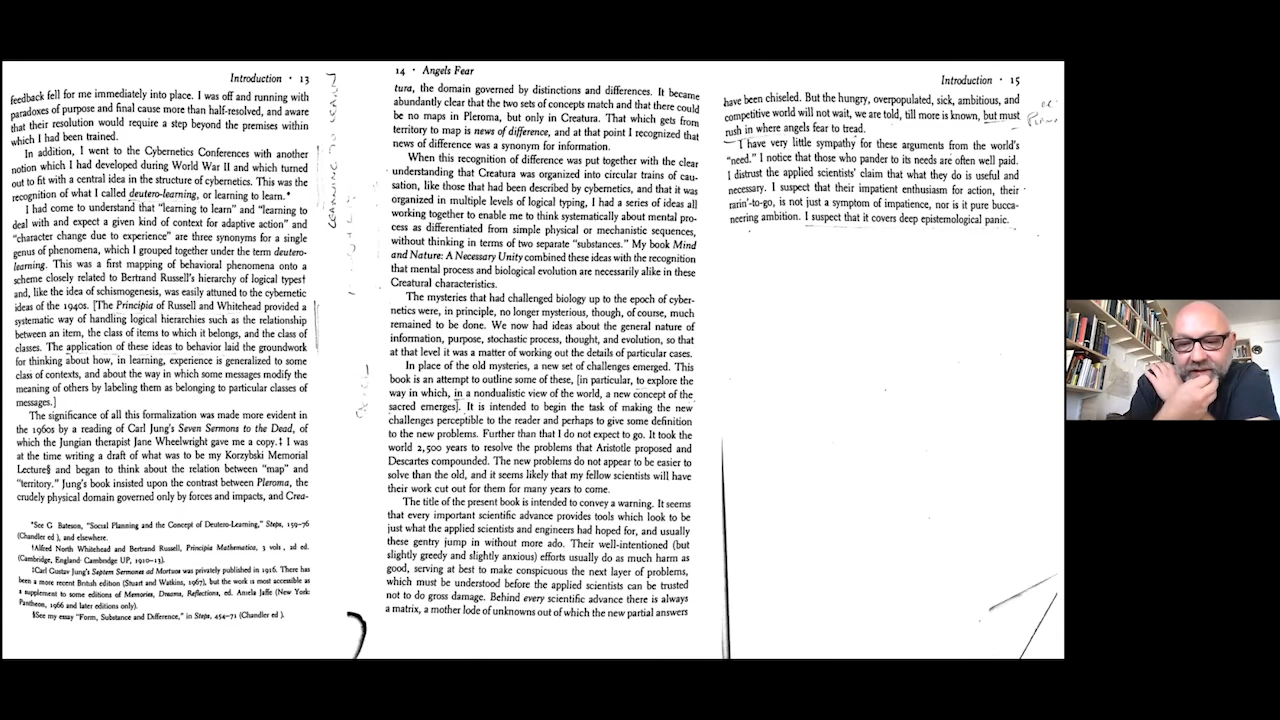 Introduction · 13
feedback fell for me immediately into place. I was off and running with
paradoxes of purpose and final cause more than half-resolved, and aware
that their resolution would require a step beyond the premises within
which I had been trained.
In addition, I went to the Cybernetics Conferences with another
notion which I had developed during World War II and which turned
out to fit with a central idea in the structure of cybernetics. This was the
recognition of what I called deutero-learning, or learning to learn.*
I had come to understand that “learning to learn” and “learning to
deal with and expect a given kind of context for adaptive action” and
“character change due to experience” are three synonyms for a single
genus of phenomena, which I grouped together under the term deutero-
learning. This was a first mapping of behavioral phenomena onto a
scheme closely related to Bertrand Russell's hierarchy of logical types†
and, like the idea of schismogenesis, was easily attuned to the cybernetic
ideas of the 1940s. [The Principia of Russell and Whitehead provided a
systematic way of handling logical hierarchies such as the relationship
between an item, the class of items to which it belongs, and the class of
classes. The application of these ideas to behavior laid the groundwork
for thinking about how, in learning, experience is generalized to some
class of contexts, and about the way in which some messages modify the
meaning of others by labeling them as belonging to particular classes of
messages.]
The significance of all this formalization was made more evident in
the 1960s by a reading of Carl Jung's Seven Sermons to the Dead, of
which the Jungian therapist Jane Wheelwright gave me a copy.‡ I was
at the time writing a draft of what was to be my Korzybski Memorial
Lecture§ and began to think about the relation between “map” and
“territory.” Jung's book insisted upon the contrast between Pleroma, the
crudely physical domain governed only by forces and impacts, and Crea-
*See G Bateson, “Social Planning and the Concept of Deutero-Learning,” Steps, 159–76
(Chandler ed ), and elsewhere.
†Alfred North Whitehead and Bertrand Russell, Principia Mathematica, 3 vols , 2d ed.
(Cambridge, England· Cambridge UP, 1910–13).
‡Carl Gustav Jung's Septem Sermones ad Mortuos was privately published in 1916. There has
been a more recent British edition (Stuart and Watkins, 1967), but the work is most accessible as
a supplement to some editions of Memories, Dreams, Reflections, ed. Aniela Jaffe (New York:
Pantheon, 1966 and later editions only).
§See my essay “Form, Substance and Difference,” in Steps, 454–71 (Chandler ed ).
LEARNING TO LEARN
14 · Angels Fear
tura, the domain governed by distinctions and differences. It became
abundantly clear that the two sets of concepts match and that there could
be no maps in Pleroma, but only in Creatura. That which gets from
territory to map is news of difference, and at that point I recognized that
news of difference was a synonym for information.
When this recognition of difference was put together with the clear
understanding that Creatura was organized into circular trains of cau-
sation, like those that had been described by cybernetics, and that it was
organized in multiple levels of logical typing, I had a series of ideas all
working together to enable me to think systematically about mental pro-
cess as differentiated from simple physical or mechanistic sequences,
without thinking in terms of two separate “substances.” My book Mind
and Nature: A Necessary Unity combined these ideas with the recognition
that mental process and biological evolution are necessarily alike in these
Creatural characteristics.
The mysteries that had challenged biology up to the epoch of cyber-
netics were, in principle, no longer mysterious, though, of course, much
remained to be done. We now had ideas about the general nature of
information, purpose, stochastic process, thought, and evolution, so that
at that level it was a matter of working out the details of particular cases.
In place of the old mysteries, a new set of challenges emerged. This
book is an attempt to outline some of these, [in particular, to explore the
way in which, in a nondualistic view of the world, a new concept of the
sacred emerges]. It is intended to begin the task of making the new
challenges perceptible to the reader and perhaps to give some definition
to the new problems. Further than that I do not expect to go. It took the
world 2,500 years to resolve the problems that Aristotle proposed and
Descartes compounded. The new problems do not appear to be easier to
solve than the old, and it seems likely that my fellow scientists will have
their work cut out for them for many years to come.
The title of the present book is intended to convey a warning. It seems
that every important scientific advance provides tools which look to be
just what the applied scientists and engineers had hoped for, and usually
these gentry jump in without more ado. Their well-intentioned (but
slightly greedy and slightly anxious) efforts usually do as much harm as
good, serving at best to make conspicuous the next layer of problems,
which must be understood before the applied scientists can be trusted
not to do gross damage. Behind every scientific advance there is always
a matrix, a mother lode of unknowns out of which the new partial answers
Introduction · 15
have been chiseled. But the hungry, overpopulated, sick, ambitious, and
competitive world will not wait, we are told, till more is known, but must
rush in where angels fear to tread.
I have very little sympathy for these arguments from the world's
“need.” I notice that those who pander to its needs are often well paid.
I distrust the applied scientists' claim that what they do is useful and
necessary. I suspect that their impatient enthusiasm for action, their
rarin'-to-go, is not just a symptom of impatience, nor is it pure bucca-
neering ambition. I suspect that it covers deep epistemological panic.